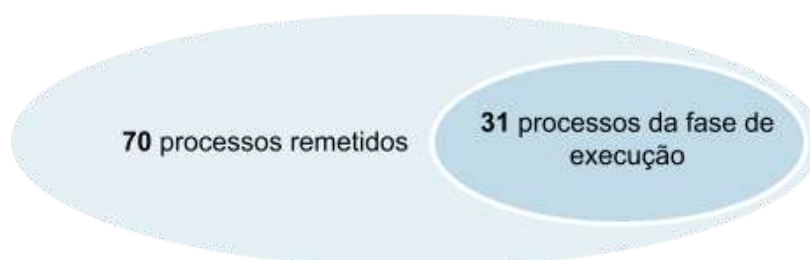 70 processos remetidos
31 processos da fase de
execução